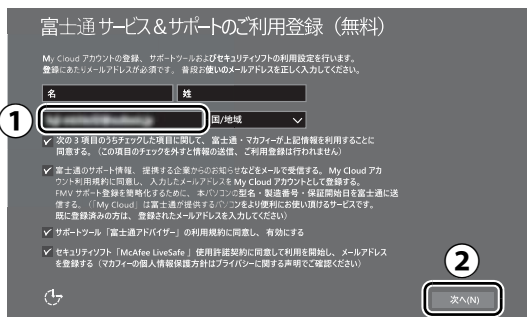 富士通サービス&サポートのご利用登録（無料）
My Cloud アカウントの登録、サポートツールおよびセキュリティソフトの利用設定を行います。
登録にあたりメールアドレスが必須です。普段お使いのメールアドレスを正しく入力してください。
名 姓
1
国/地域
次の3項目のうちチェックした項目に関して、富士通・マカフィーが上記情報を利用することに
同意する。（この項目のチェックを外すと情報の送信、ご利用登録は行われません）
富士通のサポート情報、提携する企業からのお知らせなどをメールで受信する。My Cloud アカ
ウント利用規約に同意し、入力したメールアドレスを My Cloud アカウントとして登録する。
FMV サポート登録を簡略化するために、本パソコンの型名・製造番号・保証開始日を富士通に送
信する。（「My Cloud」は富士通が提供するパソコンをより便利にお使い頂けるサービスです。
既に登録済みの方は、登録されたメールアドレスを入力してください）
サポートツール「富士通アドバイザー」の利用規約に同意し、有効にする
セキュリティソフト「McAfee LiveSafe」使用許諾契約に同意して利用を開始し、メールアドレス
を登録する（マカフィーの個人情報保護方針はプライバシーに関する声明でご確認ください）
2
次へ(N)